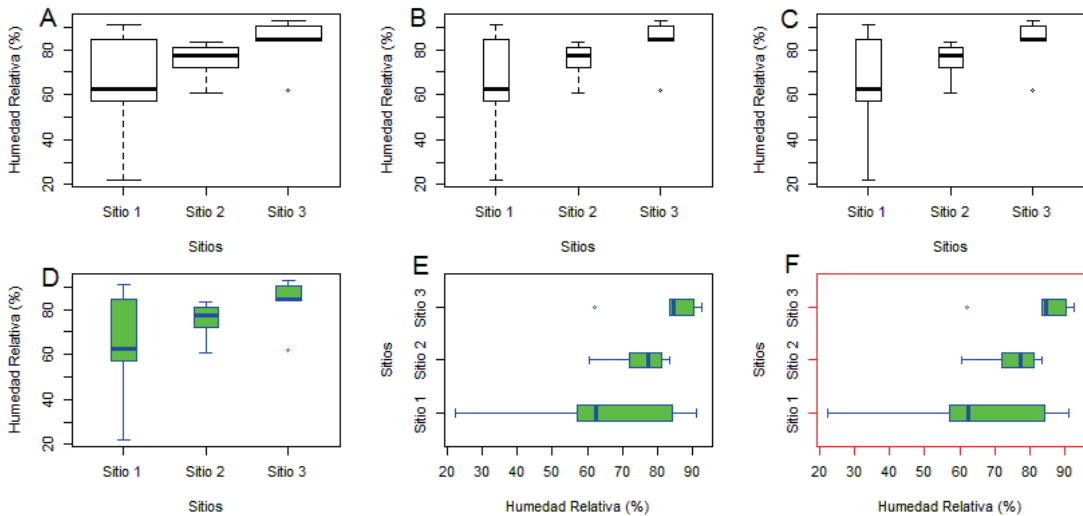 A
Humedad Relativa (%)
20 40 60 80
Sitio 1 Sitio 2 Sitio 3
Sitios
B
Humedad Relativa (%)
20 40 60 80
Sitio 1 Sitio 2 Sitio 3
Sitios
C
Humedad Relativa (%)
20 40 60 80
Sitio 1 Sitio 2 Sitio 3
Sitios
D
Humedad Relativa (%)
20 40 60 80
Sitio 1 Sitio 2 Sitio 3
Sitios
E
Sitios
Sitio 1 Sitio 2 Sitio 3
20 30 40 50 60 70 80 90
Humedad Relativa (%)
F
Sitios
Sitio 1 Sitio 2 Sitio 3
20 30 40 50 60 70 80 90
Humedad Relativa (%)